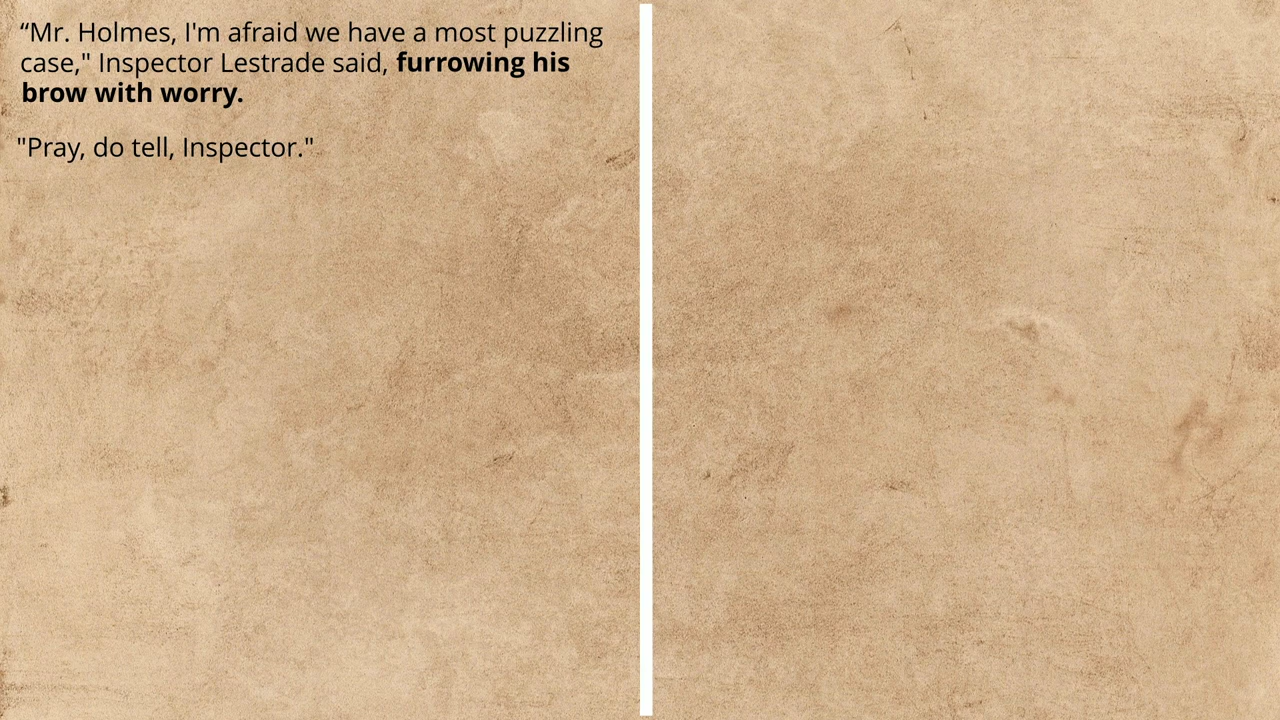 “Mr. Holmes, I'm afraid we have a most puzzling
case," Inspector Lestrade said, furrowing his
brow with worry.
"Pray, do tell, Inspector."